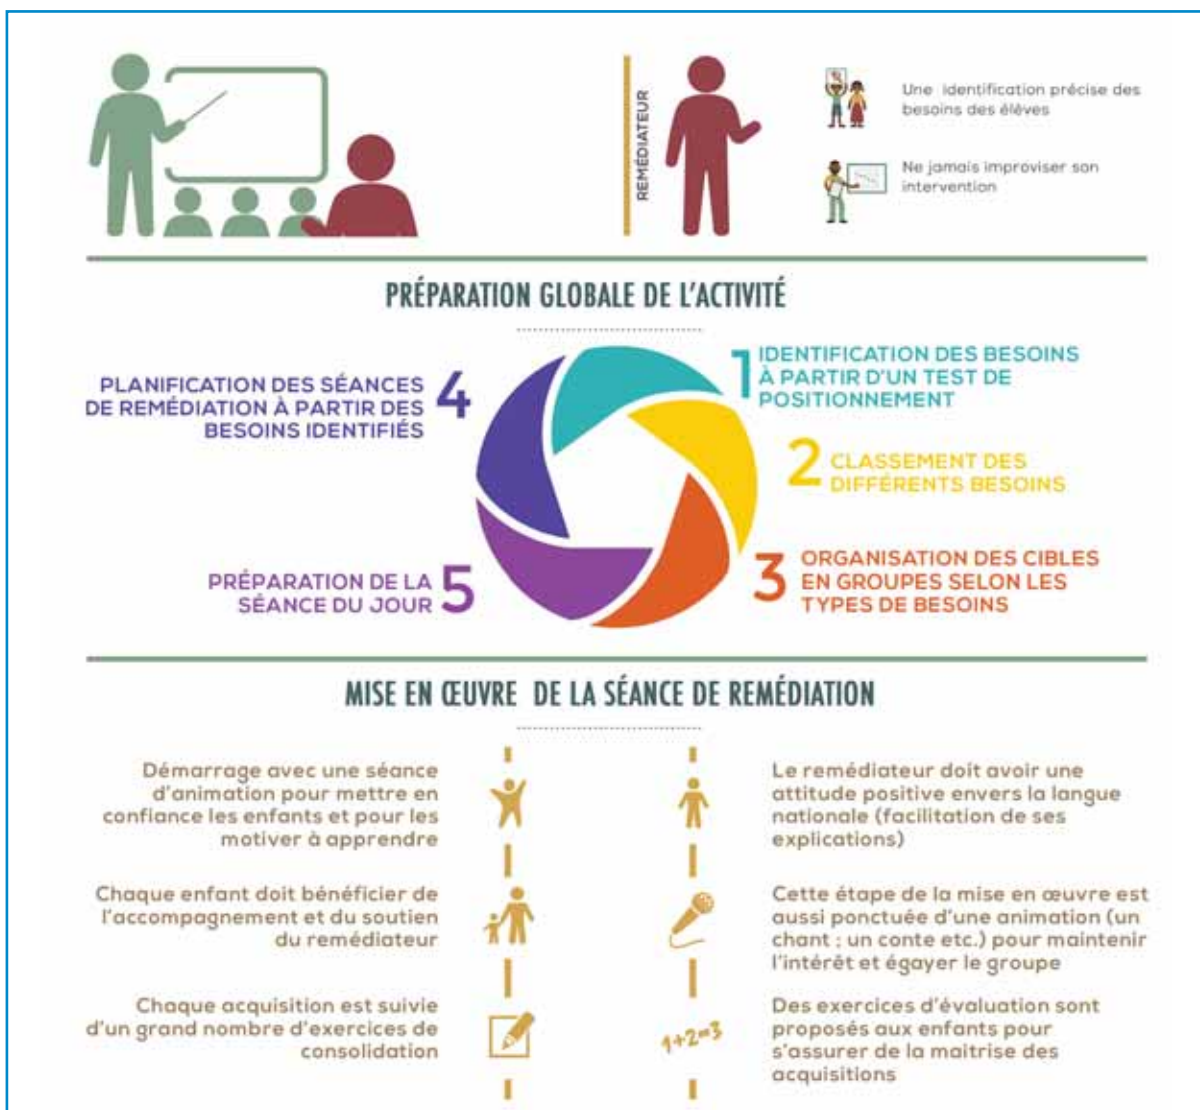 REMÉDIATEUR
Une identification précise des
besoins des élèves
Ne jamais improviser son
intervention
PRÉPARATION GLOBALE DE L'ACTIVITÉ
1 IDENTIFICATION DES BESOINS
À PARTIR D'UN TEST DE
POSITIONNEMENT
2 CLASSEMENT DES
DIFFÉRENTS BESOINS
3 ORGANISATION DES CIBLES
EN GROUPES SELON LES
TYPES DE BESOINS
PLANIFICATION DES SÉANCES 4
DE REMÉDIATION À PARTIR DES
BESOINS IDENTIFIÉS
PRÉPARATION DE LA 5
SÉANCE DU JOUR
MISE EN ŒUVRE DE LA SÉANCE DE REMÉDIATION
Démarrage avec une séance
d'animation pour mettre en
confiance les enfants et pour les
motiver à apprendre
Le remédiateur doit avoir une
attitude positive envers la langue
nationale (facilitation de ses
explications)
Chaque enfant doit bénéficier de
l'accompagnement et du soutien
du remédiateur
Cette étape de la mise en œuvre est
aussi ponctuée d'une animation (un
chant ; un conte etc.) pour maintenir
l'intérêt et égayer le groupe
Chaque acquisition est suivie
d'un grand nombre d'exercices de
consolidation
1+2=3
Des exercices d'évaluation sont
proposés aux enfants pour
s'assurer de la maitrise des
acquisitions